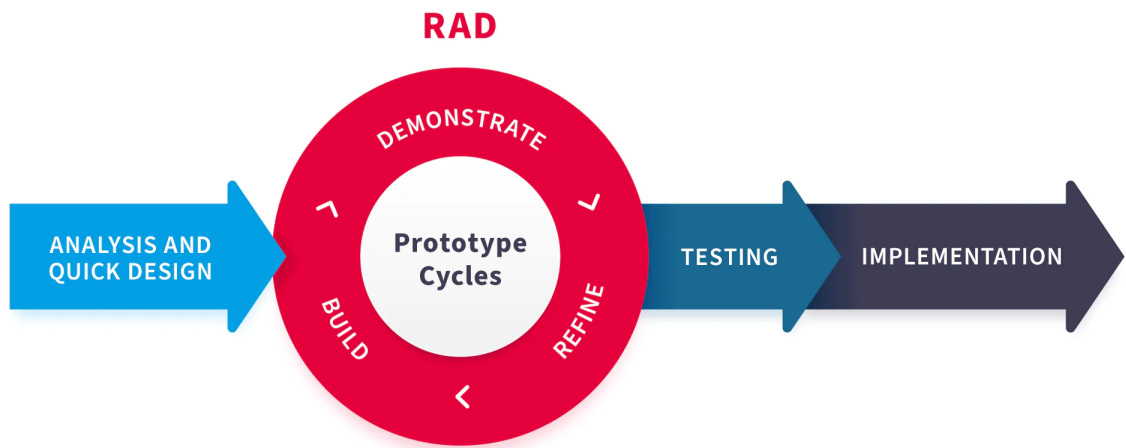 RAD
ANALYSIS AND
QUICK DESIGN
DEMONSTRATE
Prototype
Cycles
BUILD
REFINE
TESTING
IMPLEMENTATION